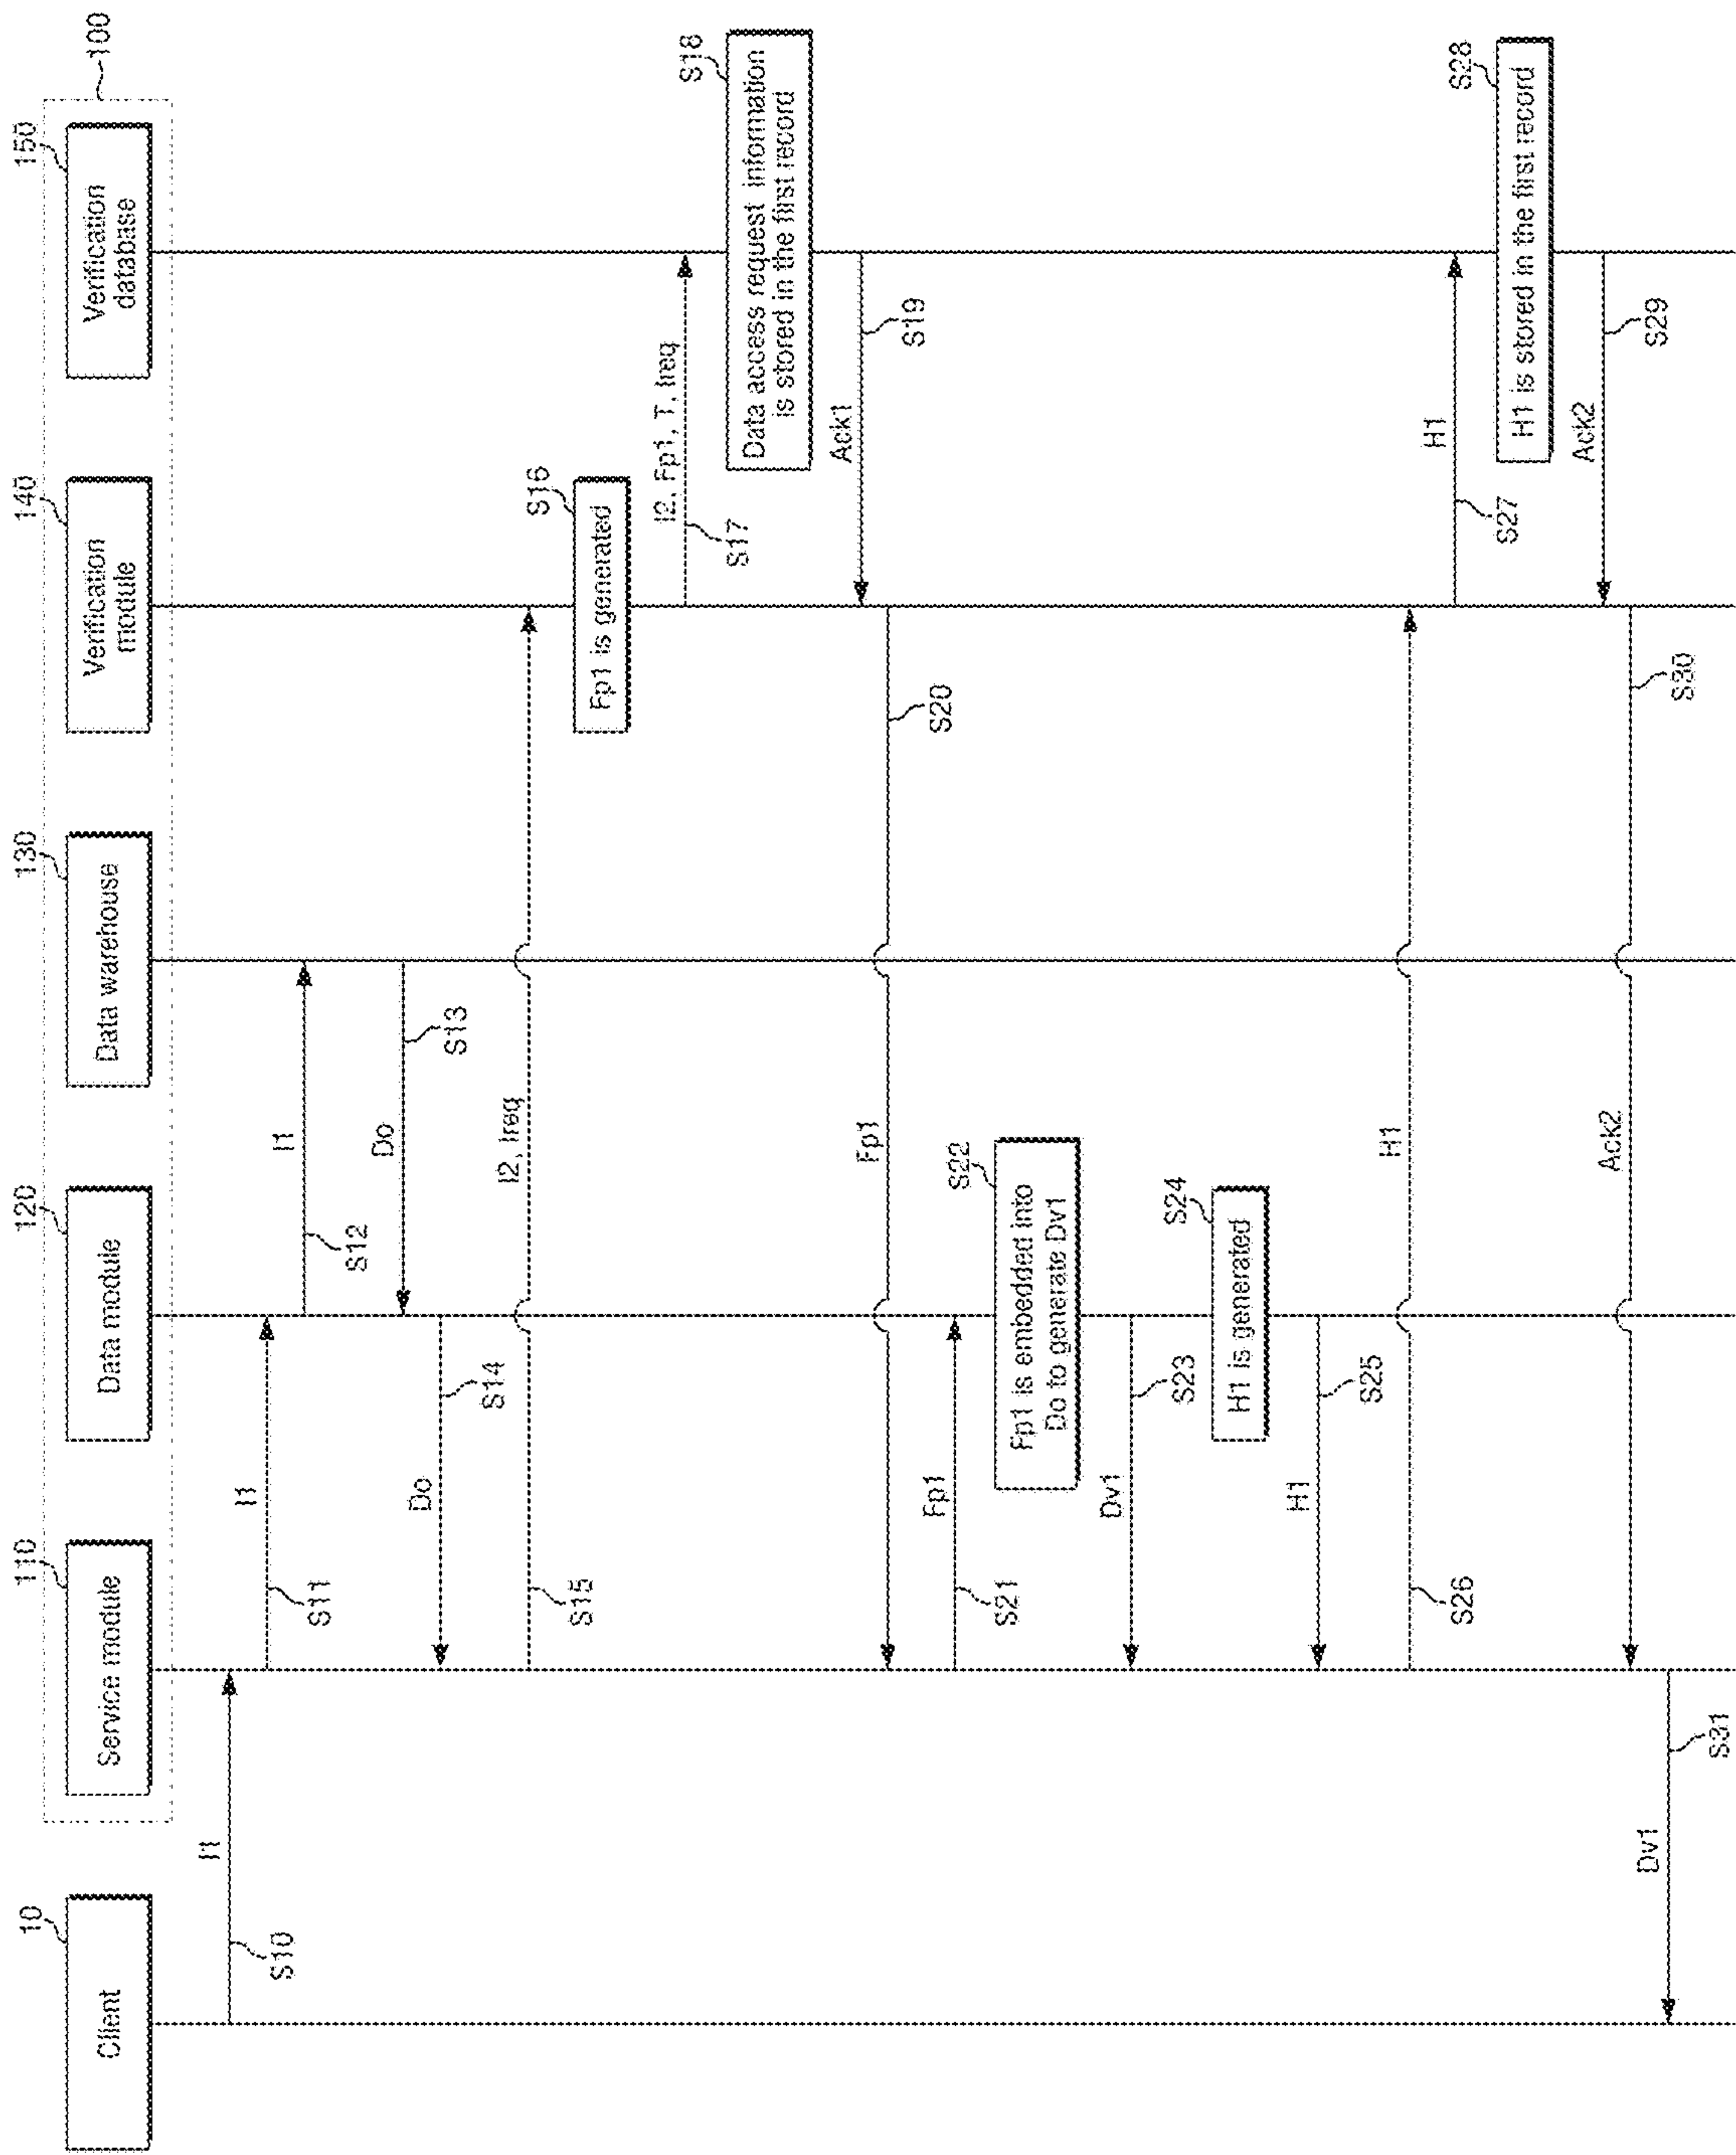 100
10
Client
110
Service module
120
Data module
130
Data warehouse
140
Verification
module
150
Verification
database
I1
S10
I1
S11
I1
S12
Do
S13
Do
S14
I2, Ireq
S15
Fp1 is generated
S16
I2, Fp1, T, Ireq
S17
Data access request information
is stored in the first record
S18
Ack1
S19
Fp1
S20
Fp1
S21
Fp1 is embedded into
Do to generate Dv1
S22
Dv1
S23
H1 is generated
S24
H1
S25
H1
S26
H1
S27
H1 is stored in the first record
S28
Ack2
S29
Ack2
S30
Dv1
S31